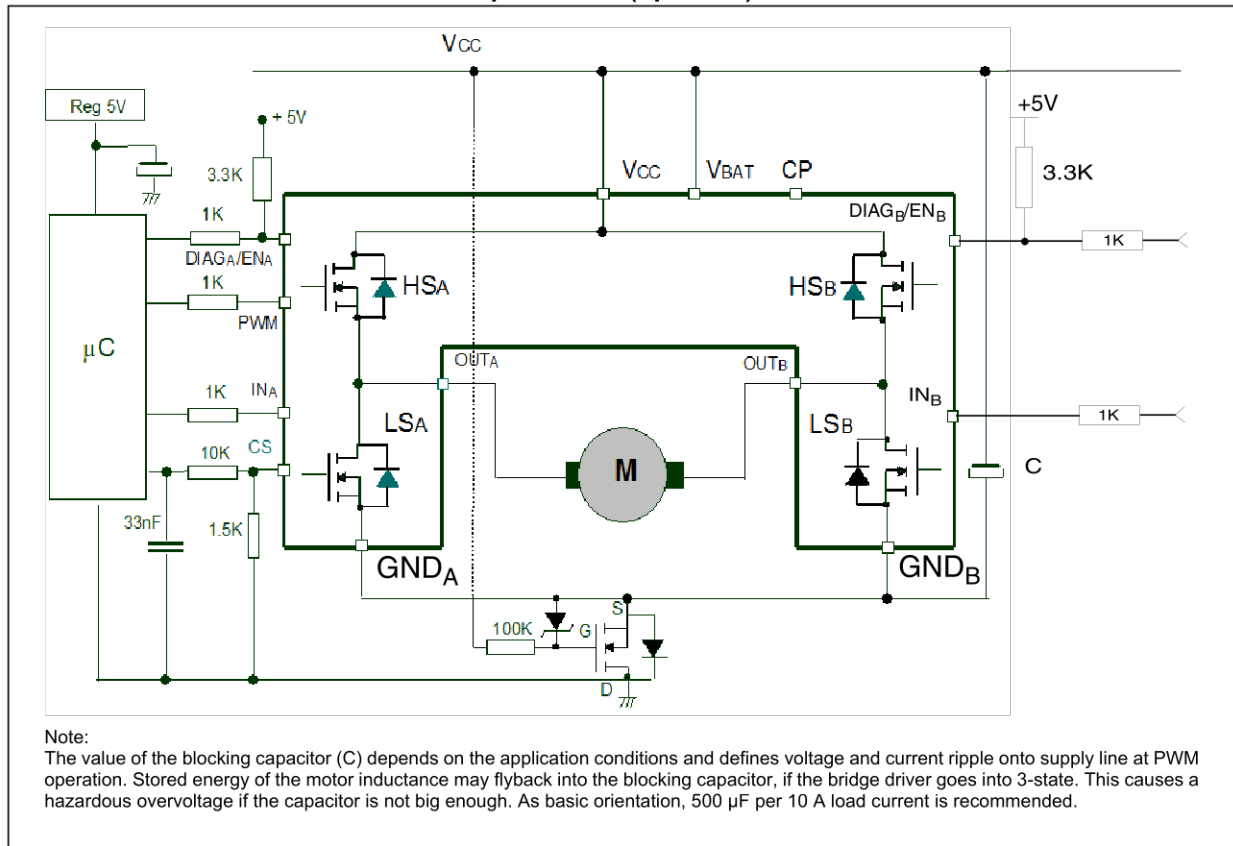 VCC
Reg 5V
+ 5V
+5V
3.3K
VCC
VBAT
CP
3.3K
1K
DIAGB/ENB
1K
DIAGA/ENA
HSA
HSB
1K
PWM
µC
OUTA
OUTB
1K
INA
INB
1K
LSA
LSB
M
10K
CS
C
33nF
1.5K
GNDA
GNDB
S
100K
G
D
Note:
The value of the blocking capacitor (C) depends on the application conditions and defines voltage and current ripple onto supply line at PWM
operation. Stored energy of the motor inductance may flyback into the blocking capacitor, if the bridge driver goes into 3-state. This causes a
hazardous overvoltage if the capacitor is not big enough. As basic orientation, 500 µF per 10 A load current is recommended.